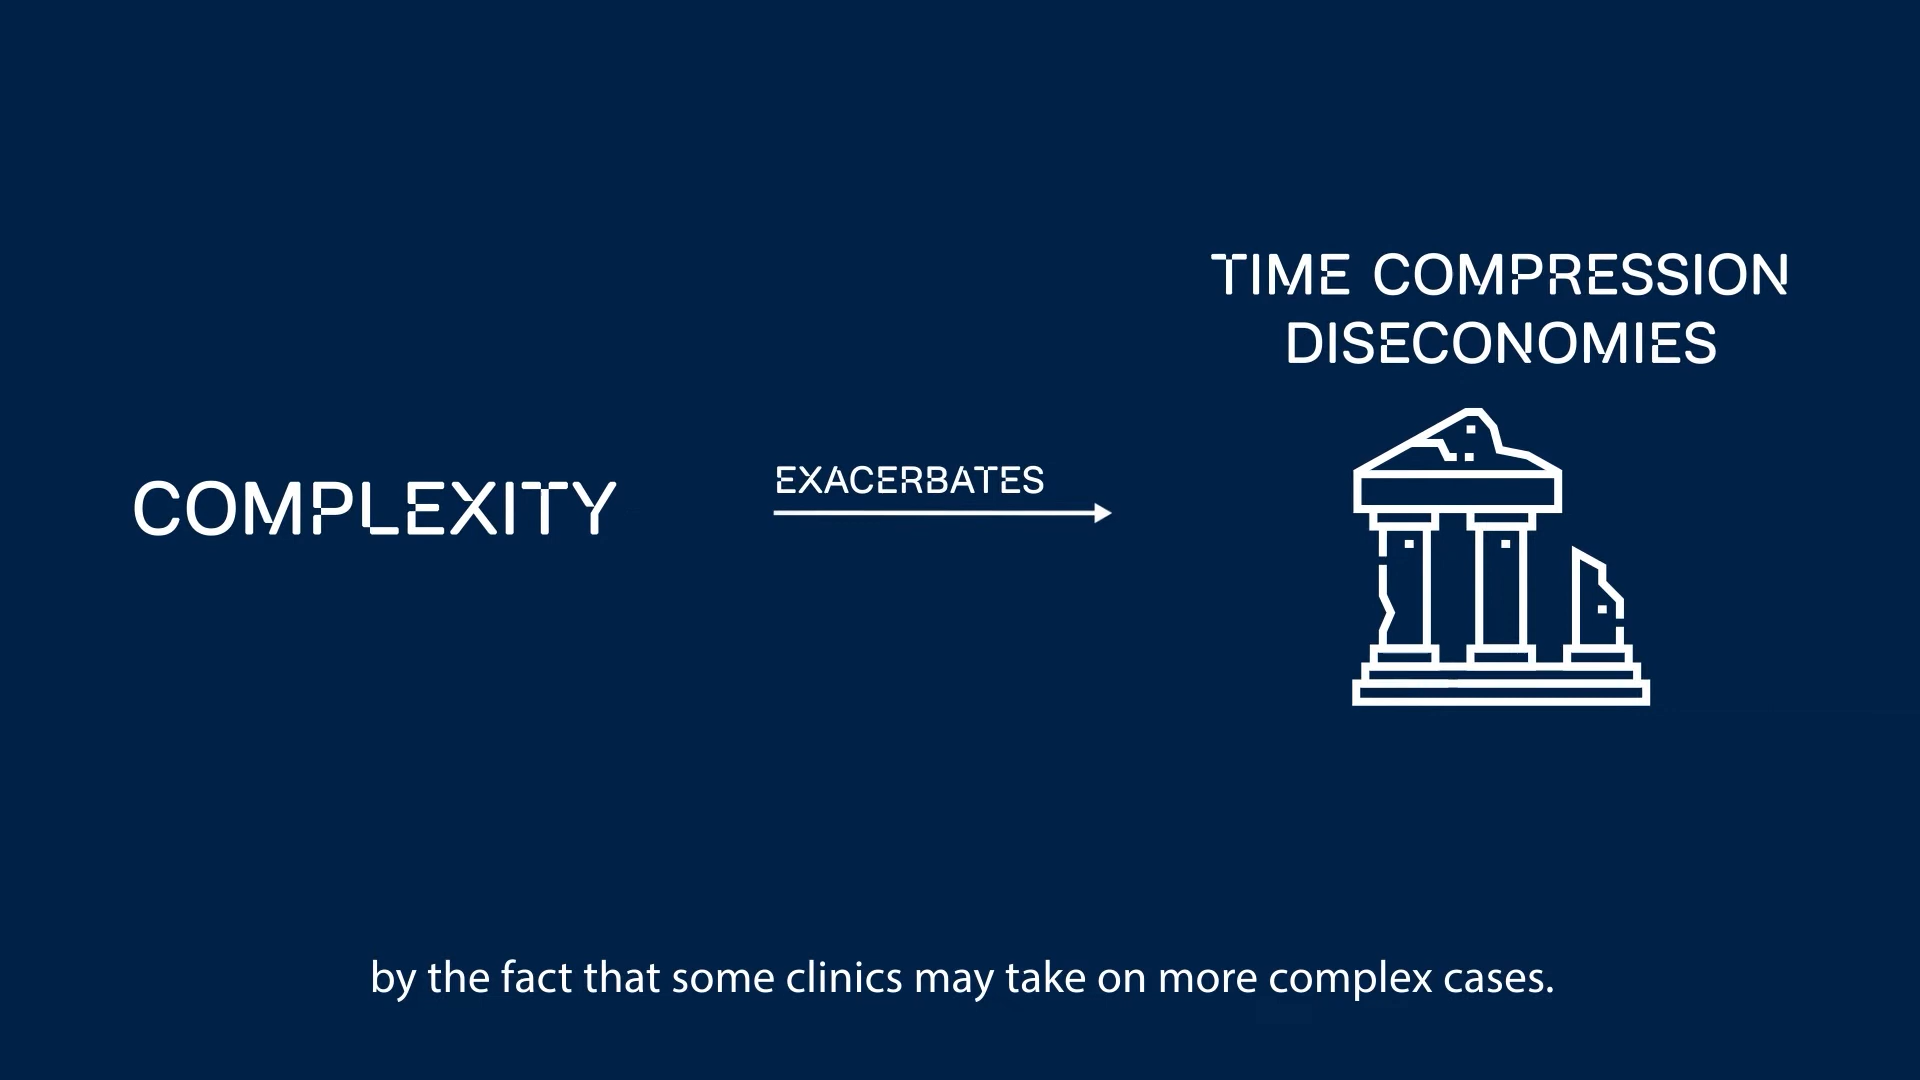 COMPLEXITY
EXACERBATES
TIME COMPRESSION
DISECONOMIES
by the fact that some clinics may take on more complex cases.